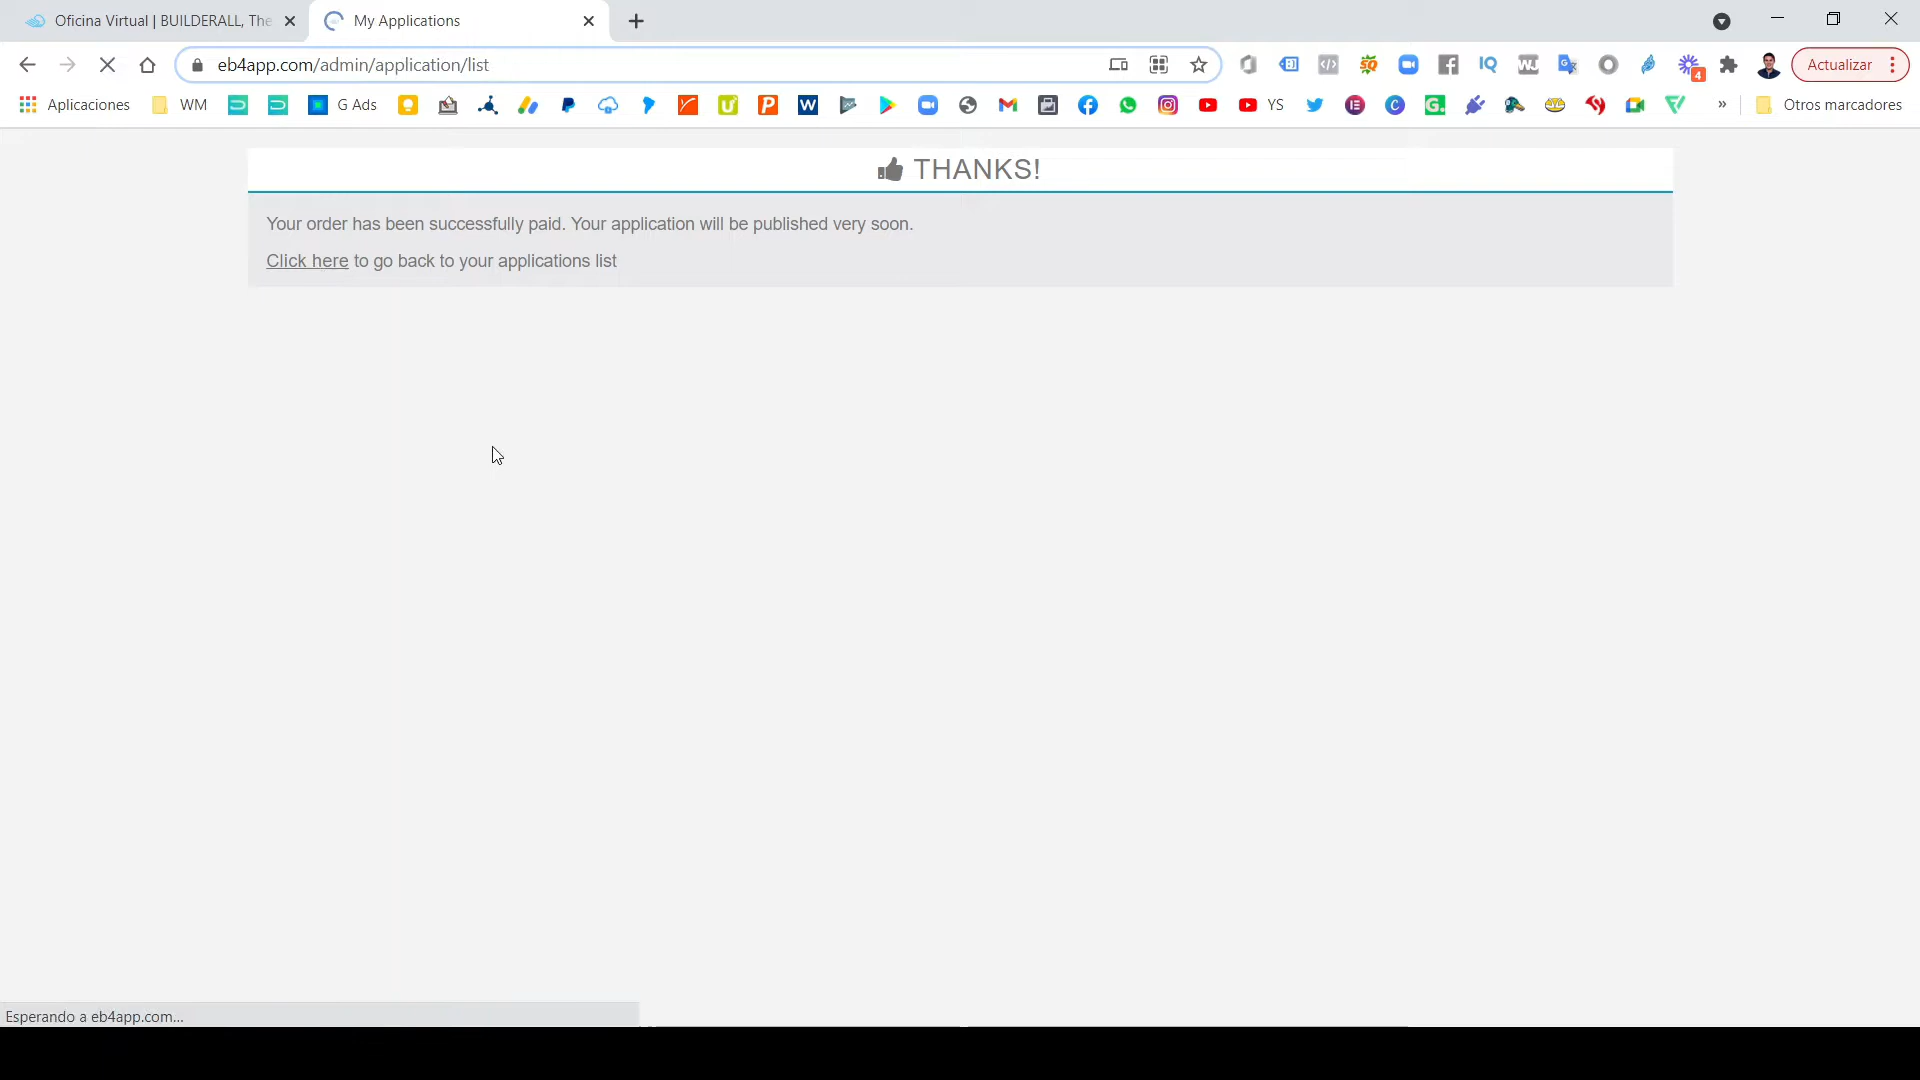 Oficina Virtual | BUILDERALL, The
My Applications
eb4app.com/admin/application/list
4
Actualizar
Aplicaciones
WM
G Ads
YS
Otros marcadores
THANKS!
Your order has been successfully paid. Your application will be published very soon.
Click here to go back to your applications list
Esperando a eb4app.com...